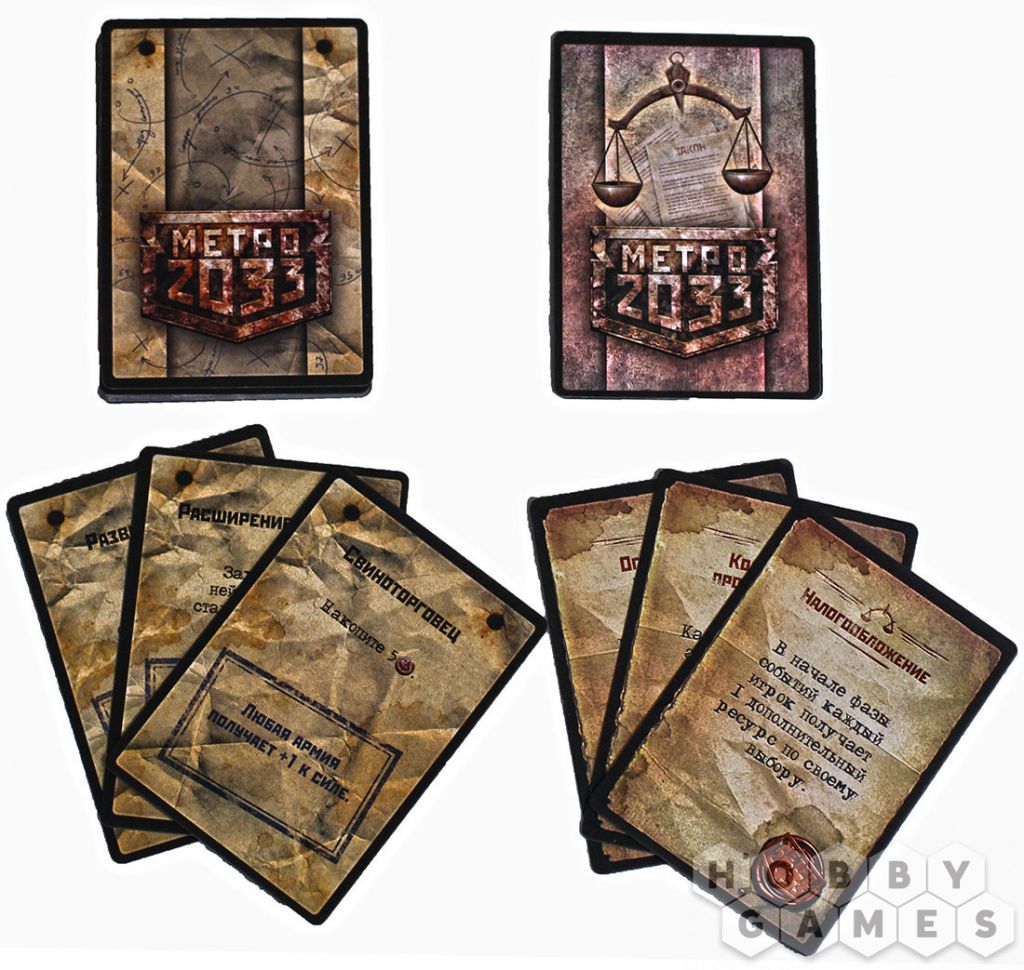 МЕТРО
2033
ЗАКОН
МЕТРО
2033
РАЗВ
РАСШИРЕНИЕ
СВИНОТОРГОВЕЦ
Накопите 5
ЛЮБАЯ АРМИЯ
ПОЛУЧАЕТ +1 К СИЛЕ.
НАЛОГООБЛОЖЕНИЕ
В начале фазы
событий каждый
игрок получает
1 дополнительный
ресурс по своему
выбору.
HOBBY
GAMES